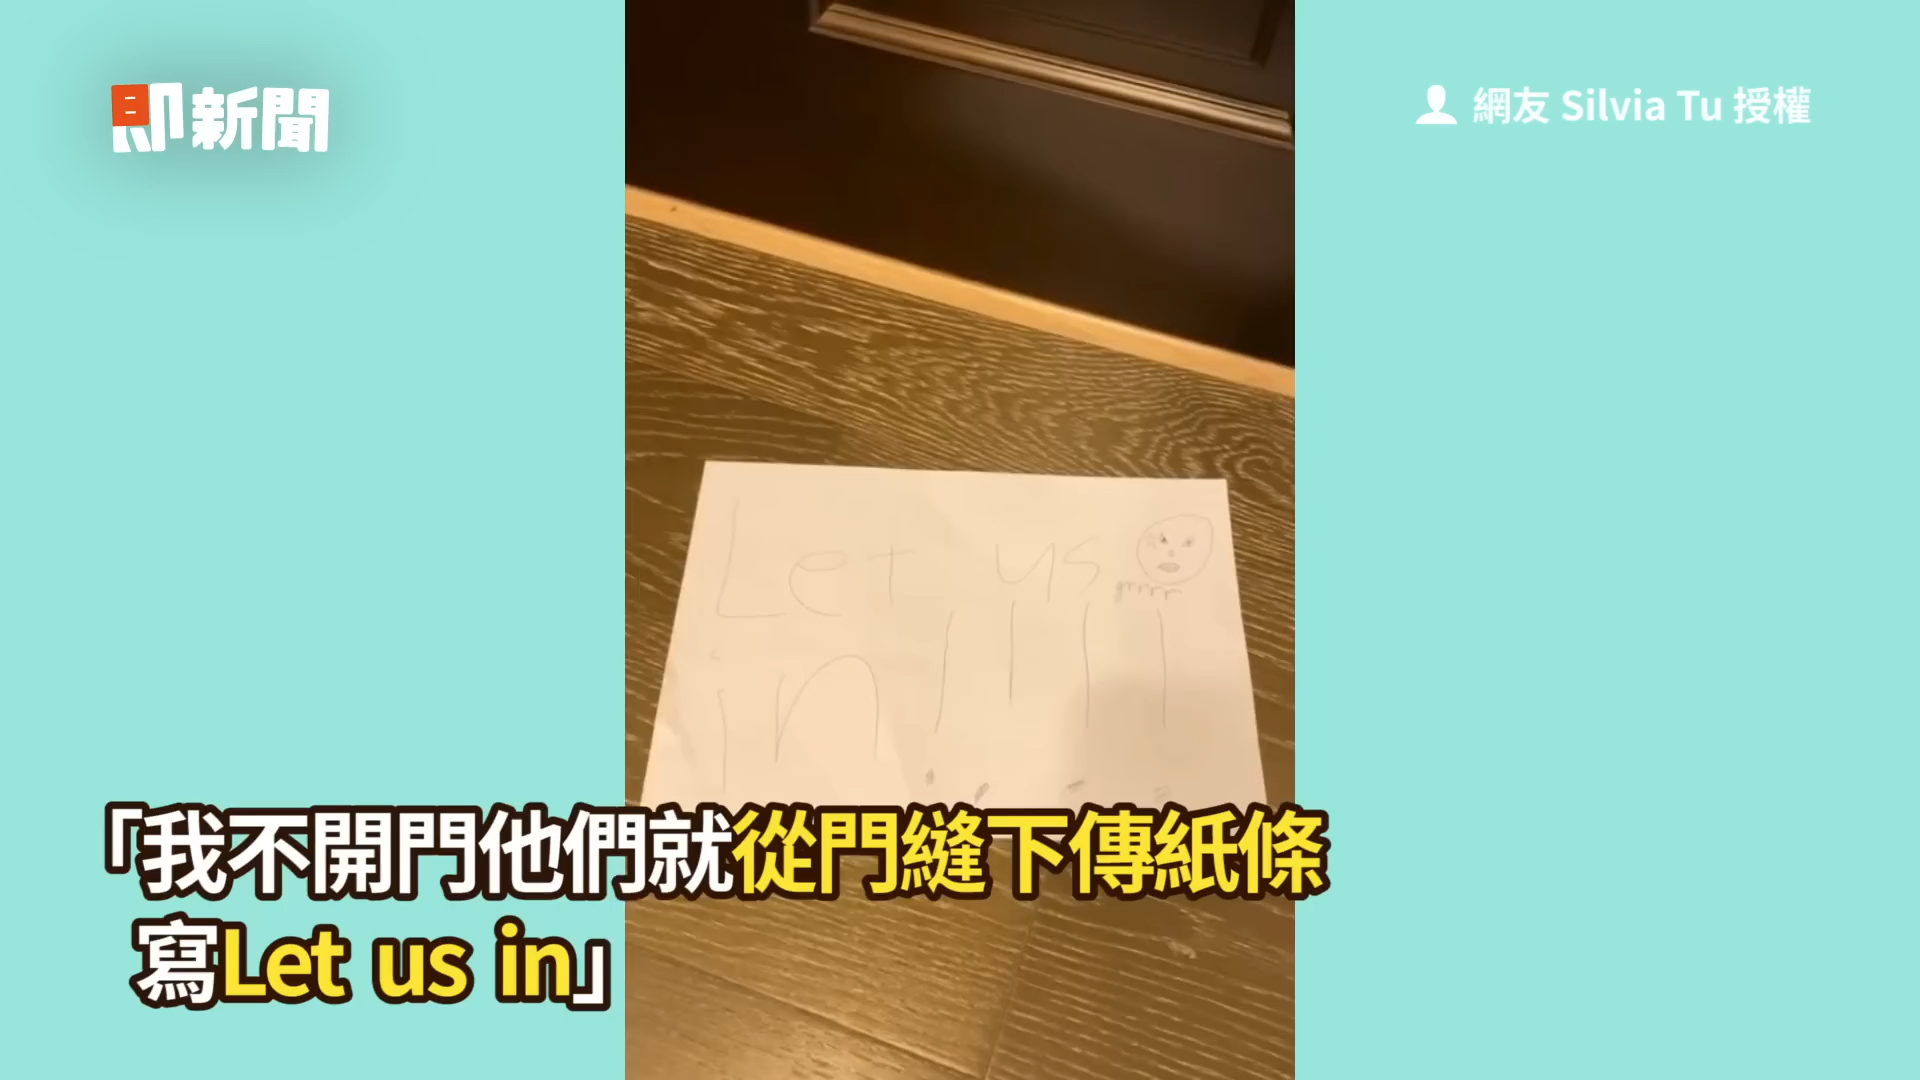 即新聞
網友 Silvia Tu 授權
Let us
grrrr
in!!!!
「我不開門他們就從門縫下傳紙條
寫Let us in」